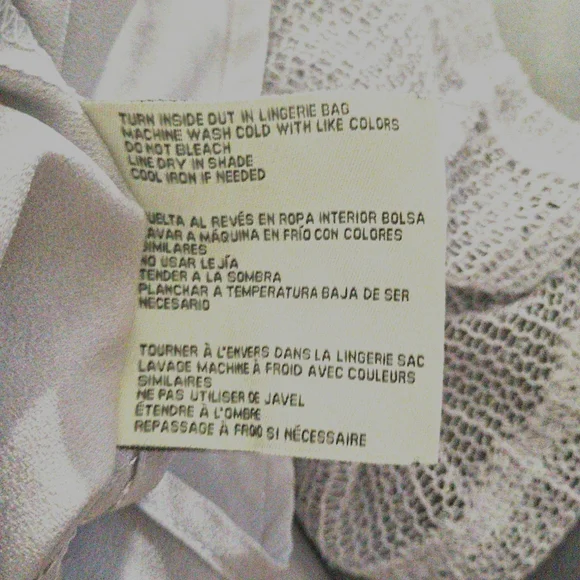 TURN INSIDE OUT IN LINGERIE BAG
MACHINE WASH COLD WITH LIKE COLORS
DO NOT BLEACH
LINE DRY IN SHADE
COOL IRON IF NEEDED
UELTA AL REVÉS EN ROPA INTERIOR BOLSA
LAVAR A MÁQUINA EN FRÍO CON COLORES
SIMILARES
NO USAR LEJÍA
TENDER A LA SOMBRA
PLANCHAR A TEMPERATURA BAJA DE SER
NECESARIO
TOURNER À L'ENVERS DANS LA LINGERIE SAC
LAVAGE MACHINE À FROID AVEC COULEURS
SIMILAIRES
NE PAS UTILISER DE JAVEL
ÉTENDRE À L'OMBRE
REPASSAGE À FROID SI NÉCESSAIRE